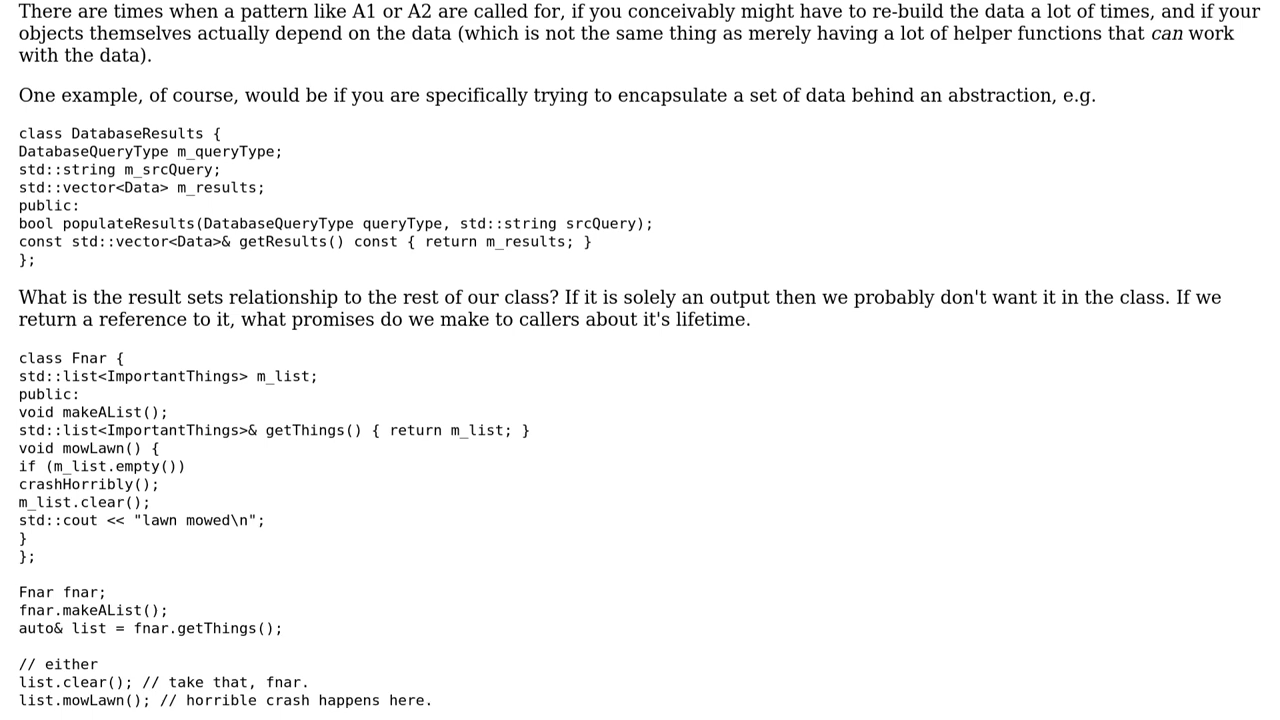 There are times when a pattern like A1 or A2 are called for, if you conceivably might have to re-build the data a lot of times, and if your
objects themselves actually depend on the data (which is not the same thing as merely having a lot of helper functions that can work
with the data).
One example, of course, would be if you are specifically trying to encapsulate a set of data behind an abstraction, e.g.
class DatabaseResults {
DatabaseQueryType m_queryType;
std::string m_srcQuery;
std::vector<Data> m_results;
public:
bool populateResults(DatabaseQueryType queryType, std::string srcQuery);
const std::vector<Data>& getResults() const { return m_results; }
};
What is the result sets relationship to the rest of our class? If it is solely an output then we probably don't want it in the class. If we
return a reference to it, what promises do we make to callers about it's lifetime.
class Fnar {
std::list<ImportantThings> m_list;
public:
void makeAList();
std::list<ImportantThings>& getThings() { return m_list; }
void mowLawn() {
if (m_list.empty())
crashHorribly();
m_list.clear();
std::cout << "lawn mowed\n";
}
};
Fnar fnar;
fnar.makeAList();
auto& list = fnar.getThings();
// either
list.clear(); // take that, fnar.
list.mowLawn(); // horrible crash happens here.